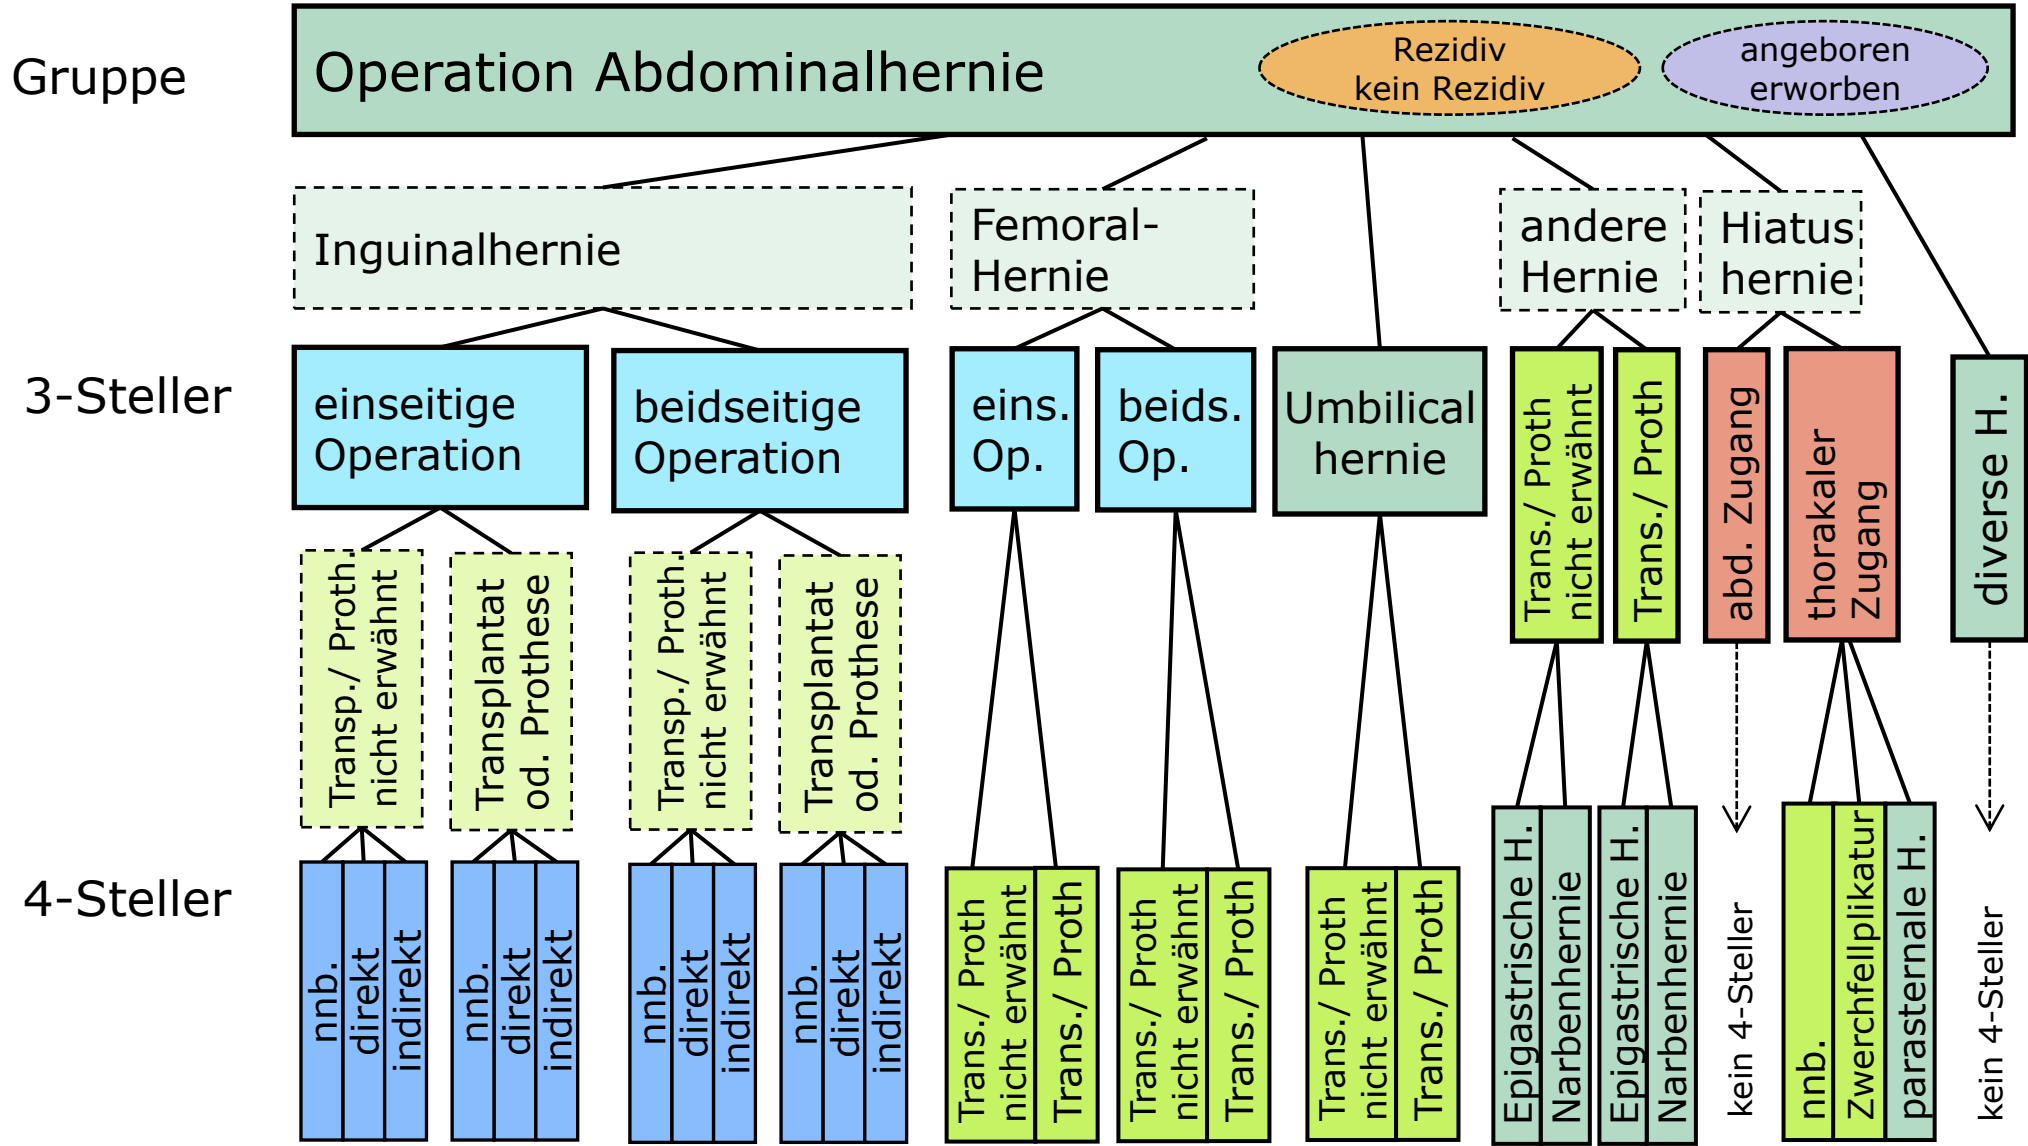 Gruppe
Operation Abdominalhernie
Rezidiv
kein Rezidiv
angeboren
erworben
Inguinalhernie
Femoral-
Hernie
andere
Hernie
Hiatus
hernie
3-Steller
einseitige
Operation
beidseitige
Operation
eins.
Op.
beids.
Op.
Umbilical
hernie
Trans./ Proth
nicht erwähnt
Trans./ Proth
abd. Zugang
thorakaler
Zugang
diverse H.
Transp./ Proth.
nicht erwähnt
Transplantat
od. Prothese
Transp./ Proth.
nicht erwähnt
Transplantat
od. Prothese
4-Steller
nnb.
direkt
indirekt
nnb.
direkt
indirekt
nnb.
direkt
indirekt
nnb.
direkt
indirekt
Trans./ Proth
nicht erwähnt
Trans./ Proth
Trans./ Proth
nicht erwähnt
Trans./ Proth
Trans./ Proth
nicht erwähnt
Trans./ Proth
Epigastrische H.
Narbenhernie
Epigastrische H.
Narbenhernie
kein 4-Steller
nnb.
Zwerchfellplikatur
parasternale H.
kein 4-Steller